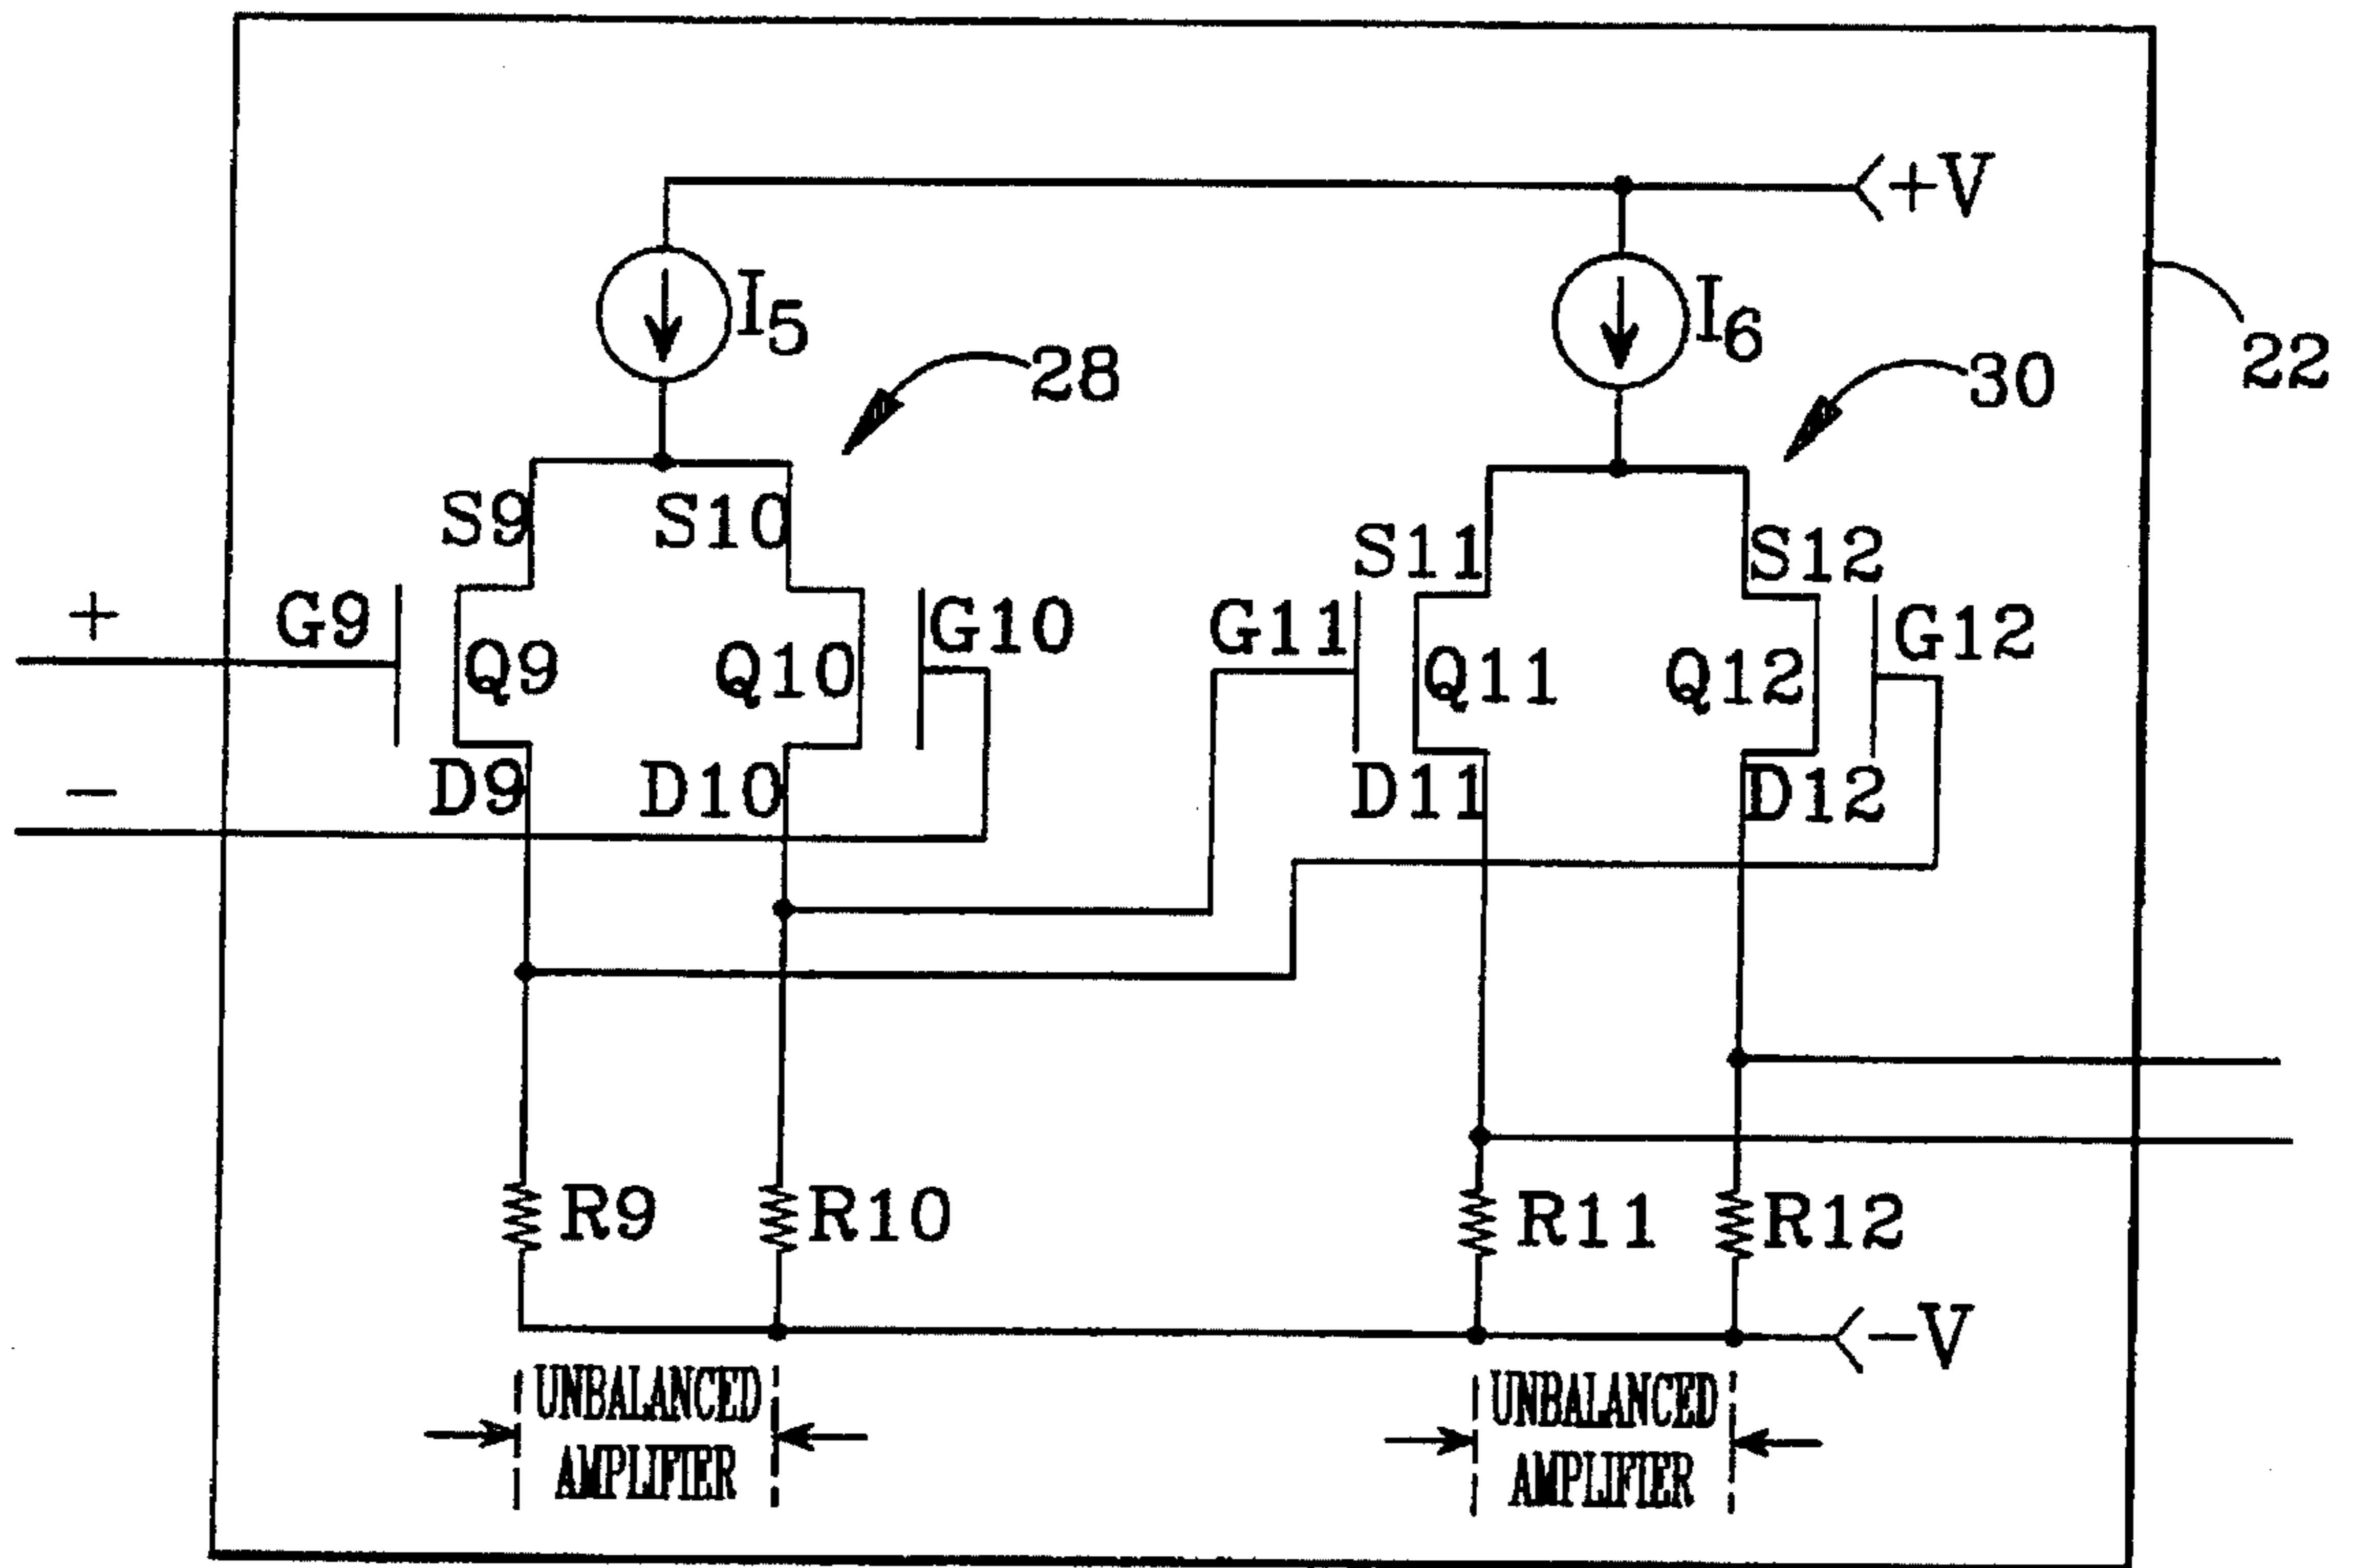 +V
I5
I6
28
30
22
S9
S10
S11
S12
+
G9
G10
G11
G12
Q9
Q10
Q11
Q12
−
D9
D10
D11
D12
R9
R10
R11
R12
−V
UNBALANCED
AMPLIFIER
UNBALANCED
AMPLIFIER